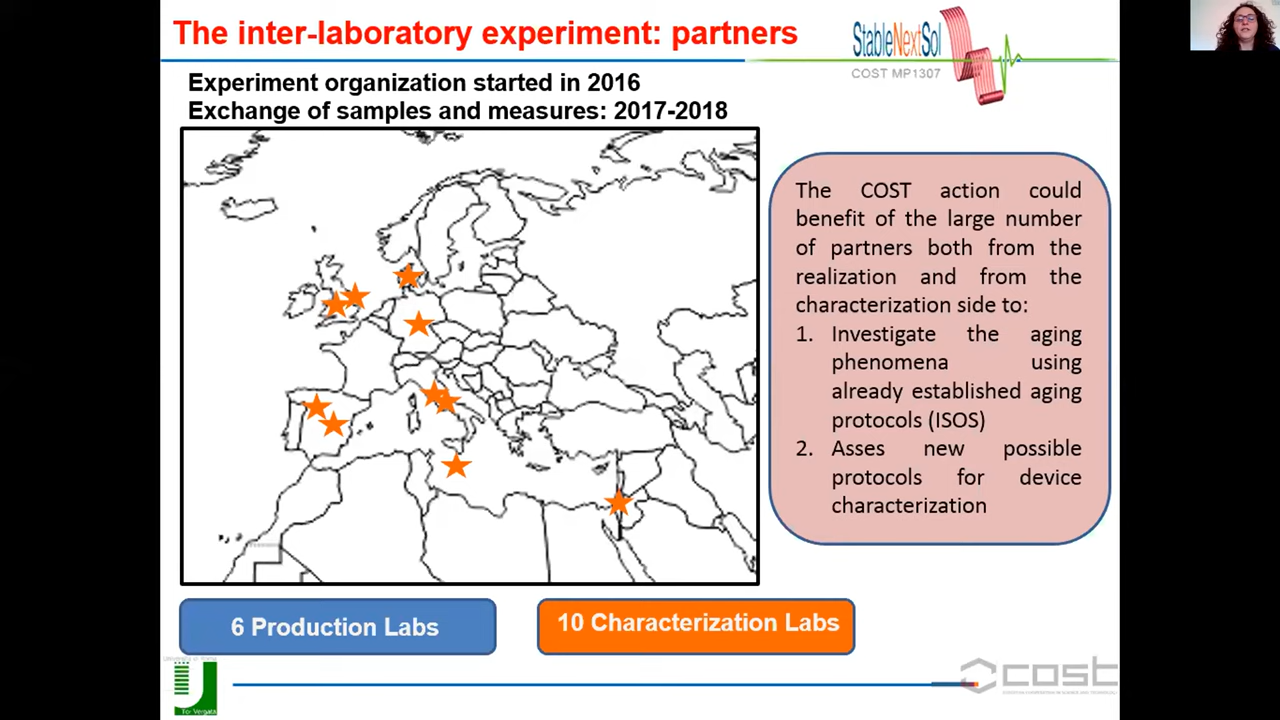 The inter-laboratory experiment: partners
StableNextSol
COST MP1307
Experiment organization started in 2016
Exchange of samples and measures: 2017-2018
The COST action could
benefit of the large number
of partners both from the
realization and from the
characterization side to:
1. Investigate the aging
phenomena using
already established aging
protocols (ISOS)
2. Asses new possible
protocols for device
characterization
6 Production Labs
10 Characterization Labs
Tor Vergata
cost